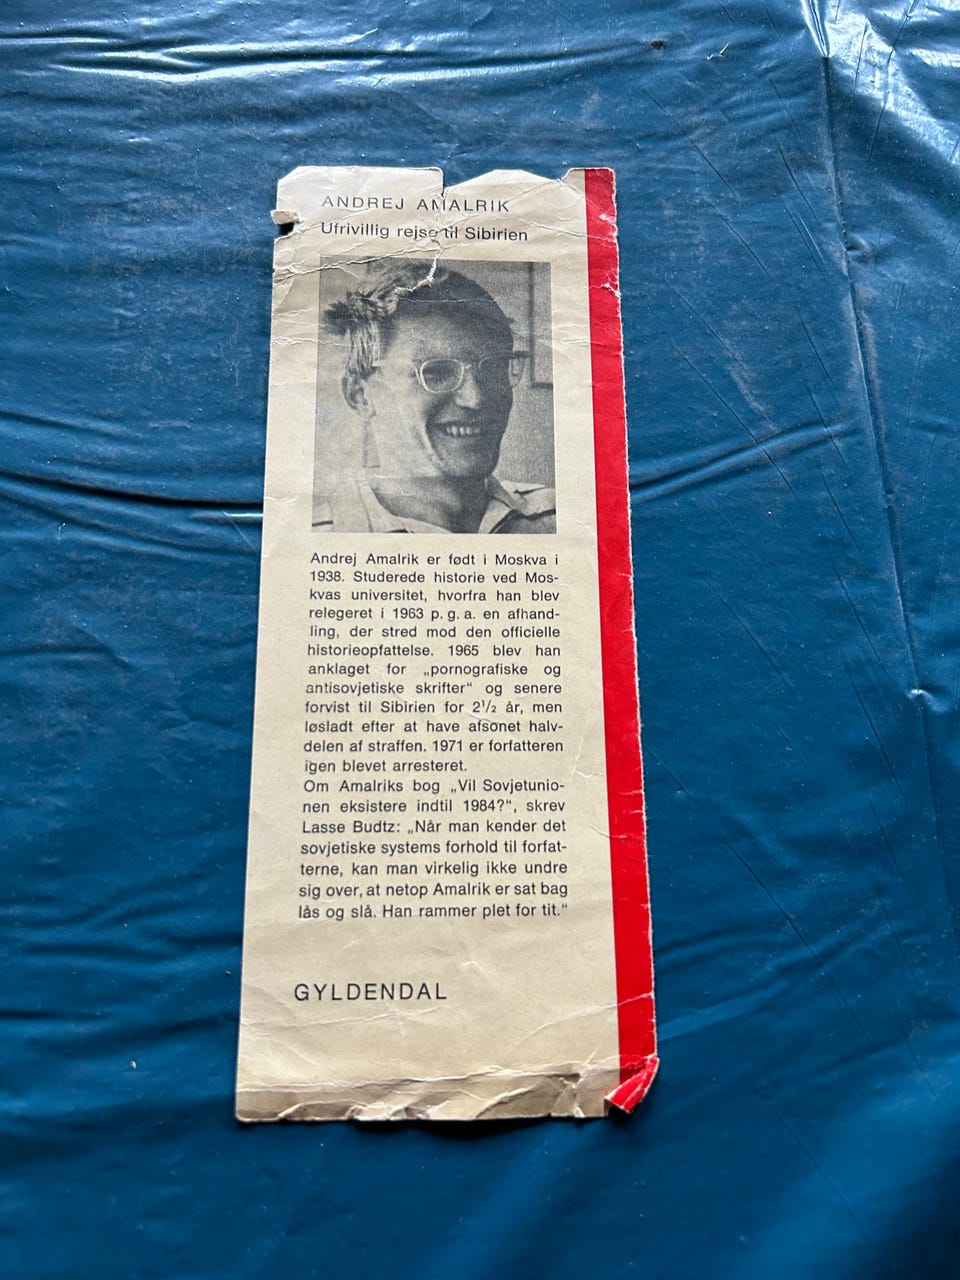 ANDREJ AMALRIK
Ufrivillig rejse til Sibirien
Andrej Amalrik er født i Moskva i
1938. Studerede historie ved Mos-
kvas universitet, hvorfra han blev
relegeret i 1963 p. g. a. en afhand-
ling, der stred mod den officielle
historieopfattelse. 1965 blev han
anklaget for „pornografiske og
antisovjetiske skrifter“ og senere
forvist til Sibirien for 2¹/₂ år, men
løsladt efter at have afsonet halv-
delen af straffen. 1971 er forfatteren
igen blevet arresteret.
Om Amalriks bog „Vil Sovjetunio-
nen eksistere indtil 1984?“, skrev
Lasse Budtz: „Når man kender det
sovjetiske systems forhold til forfat-
terne, kan man virkelig ikke undre
sig over, at netop Amalrik er sat bag
lås og slå. Han rammer plet for tit.“
GYLDENDAL